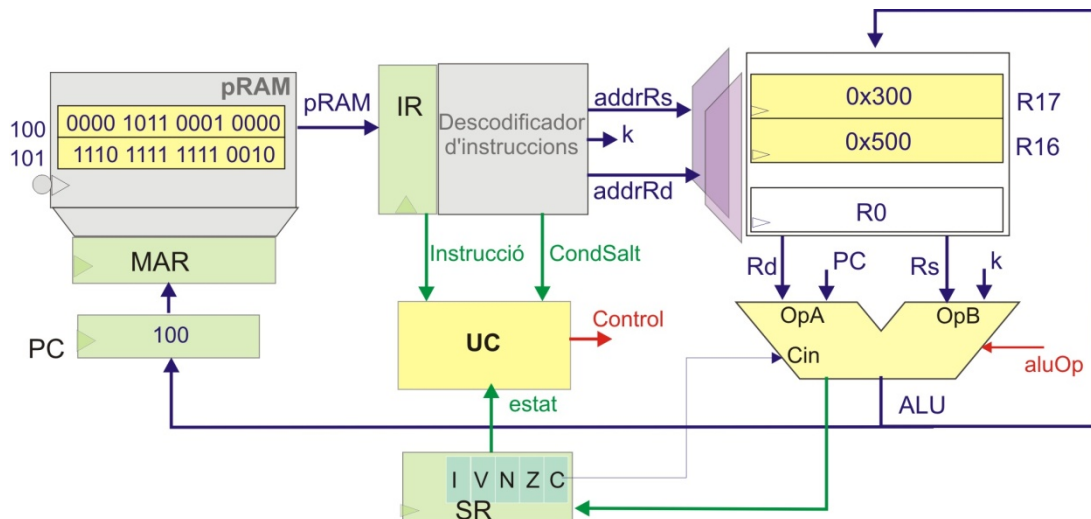 pRAM
100
0000 1011 0001 0000
101
1110 1111 1111 0010
MAR
PC
100
pRAM
IR
Descodificador
d'instruccions
addrRs
k
addrRd
Instrucció
CondSalt
UC
Control
estat
I V N Z C
SR
0x300
R17
0x500
R16
R0
Rd
PC
Rs
k
OpA
OpB
Cin
aluOp
ALU